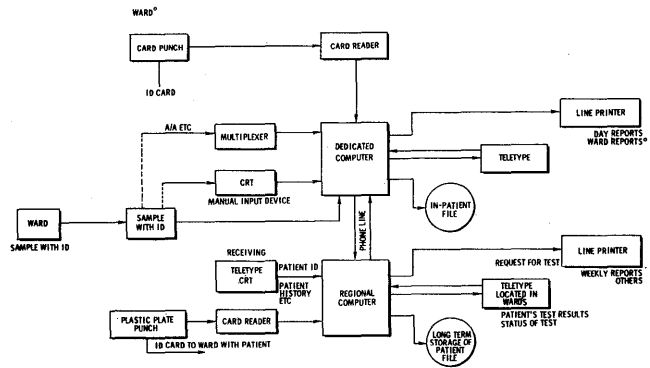 WARD°
CARD PUNCH
CARD READER
ID CARD
A/A ETC
MULTIPLEXER
DEDICATED
COMPUTER
LINE PRINTER
DAY REPORTS
WARD REPORTS°
TELETYPE
CRT
MANUAL INPUT DEVICE
WARD
SAMPLE WITH ID
SAMPLE
WITH ID
IN-PATIENT
FILE
PHONE LINE
RECEIVING
TELETYPE
CRT
PATIENT ID
PATIENT
HISTORY
ETC
REGIONAL
COMPUTER
REQUEST FOR TEST
LINE PRINTER
WEEKLY REPORTS
OTHERS
TELETYPE
LOCATED IN
WARDS
PATIENT'S TEST RESULTS
STATUS OF TEST
PLASTIC PLATE
PUNCH
CARD READER
ID CARD TO WARD WITH PATIENT
LONG TERM
STORAGE OF
PATIENT
FILE